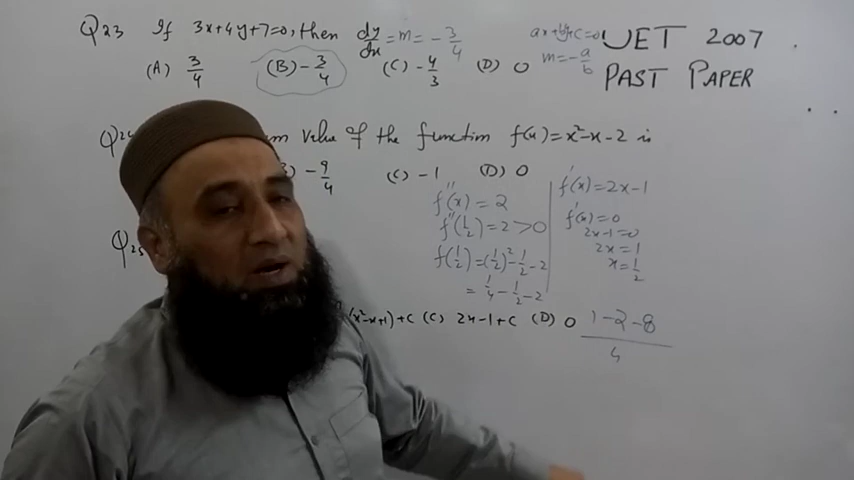 Q23 If 3x+4y+7=0, then dy/dx = m = -3/4
ax+by+c=0
m=-a/b
UET 2007
PAST PAPER
(A) 3/4 (B) -3/4 (C) -4/3 (D) 0
Q24 value of the function f(x)=x²-x-2 is
-9/4 (C) -1 (D) 0
f''(x)=2
f''(1/2)=2>0
f(1/2)=(1/2)²-1/2-2
=1/4-1/2-2
f'(x)=2x-1
f'(x)=0
2x-1=0
2x=1
x=1/2
Q25
(x²-x+1)+c (C) 2x-1+c (D) 0
1-2-8
4